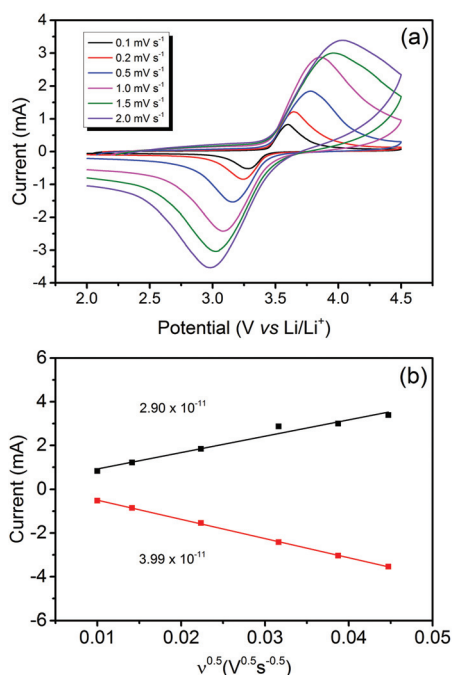 (a)
0.1 mV s⁻¹
0.2 mV s⁻¹
0.5 mV s⁻¹
1.0 mV s⁻¹
1.5 mV s⁻¹
2.0 mV s⁻¹
4
3
2
1
0
-1
-2
-3
-4
Current (mA)
2.0 2.5 3.0 3.5 4.0 4.5
Potential (V vs Li/Li⁺)
(b)
6
4
2
0
-2
-4
-6
Current (mA)
2.90 x 10⁻¹¹
3.99 x 10⁻¹¹
0.01 0.02 0.03 0.04 0.05
ν⁰·⁵(V⁰·⁵s⁻⁰·⁵)